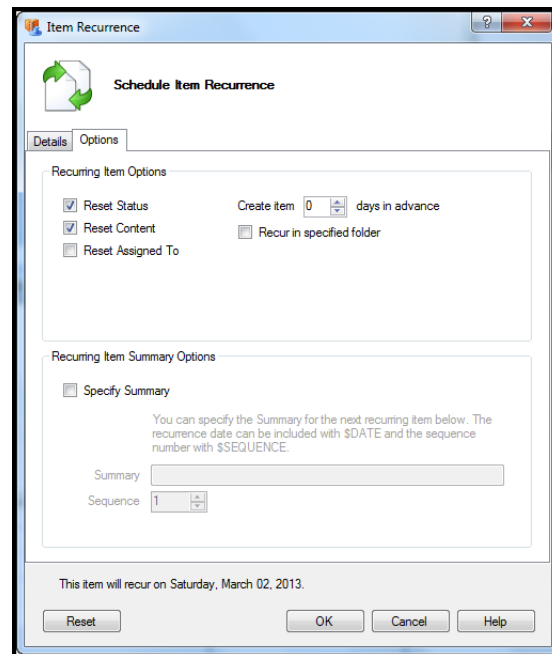 Item Recurrence
Schedule Item Recurrence
Details Options
Recurring Item Options
Reset Status Create item 0 days in advance
Reset Content Recur in specified folder
Reset Assigned To
Recurring Item Summary Options
Specify Summary
You can specify the Summary for the next recurring item below. The
recurrence date can be included with $DATE and the sequence
number with $SEQUENCE.
Summary
Sequence 1
This item will recur on Saturday, March 02, 2013.
Reset OK Cancel Help